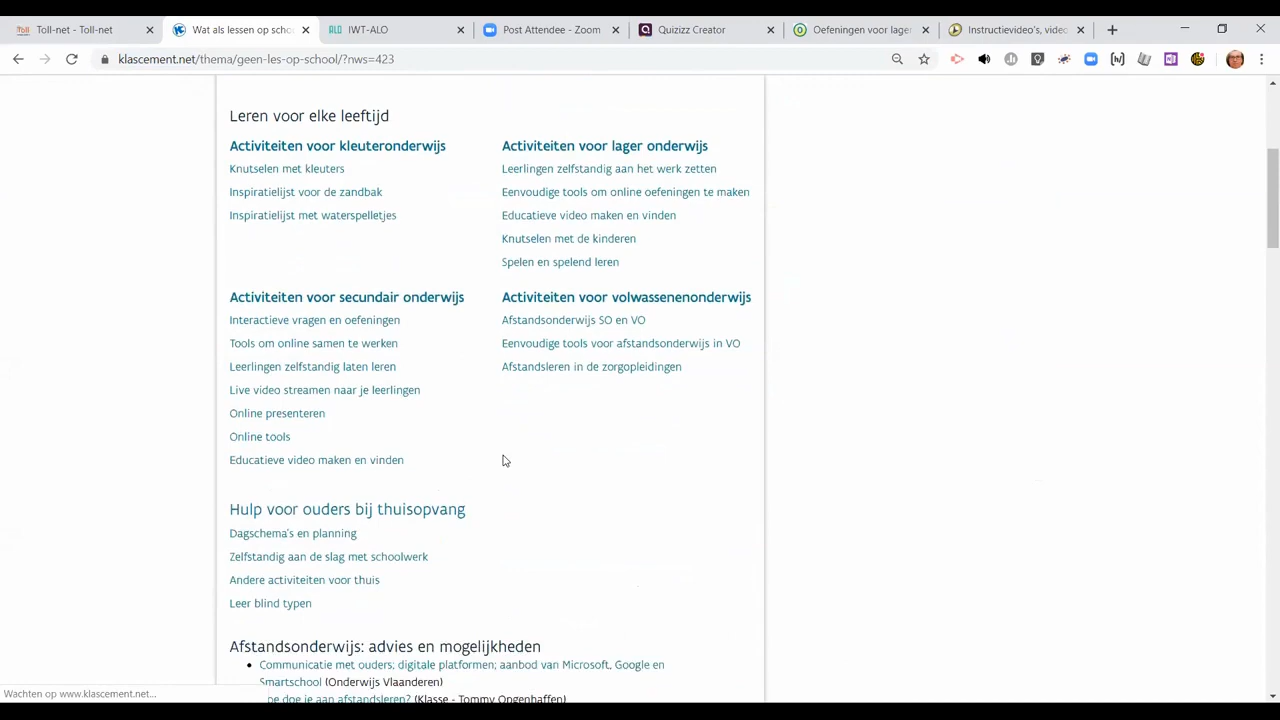 Toll-net - Toll-net
Wat als lessen op scho
IWT-ALO
Post Attendee - Zoom
Quizizz Creator
Oefeningen voor lager
Instructievideo's, video
klascement.net/thema/geen-les-op-school/?nws=423
Leren voor elke leeftijd
Activiteiten voor kleuteronderwijs
Knutselen met kleuters
Inspiratielijst voor de zandbak
Inspiratielijst met waterspelletjes
Activiteiten voor lager onderwijs
Leerlingen zelfstandig aan het werk zetten
Eenvoudige tools om online oefeningen te maken
Educatieve video maken en vinden
Knutselen met de kinderen
Spelen en spelend leren
Activiteiten voor secundair onderwijs
Interactieve vragen en oefeningen
Tools om online samen te werken
Leerlingen zelfstandig laten leren
Live video streamen naar je leerlingen
Online presenteren
Online tools
Educatieve video maken en vinden
Activiteiten voor volwassenenonderwijs
Afstandsonderwijs SO en VO
Eenvoudige tools voor afstandsonderwijs in VO
Afstandsleren in de zorgopleidingen
Hulp voor ouders bij thuisopvang
Dagschema's en planning
Zelfstandig aan de slag met schoolwerk
Andere activiteiten voor thuis
Leer blind typen
Afstandsonderwijs: advies en mogelijkheden
Communicatie met ouders; digitale platformen; aanbod van Microsoft, Google en
Smartschool (Onderwijs Vlaanderen)
oe doe je aan afstandsleren? (Klasse - Tommy Opgenhaffen)
Wachten op www.klascement.net...